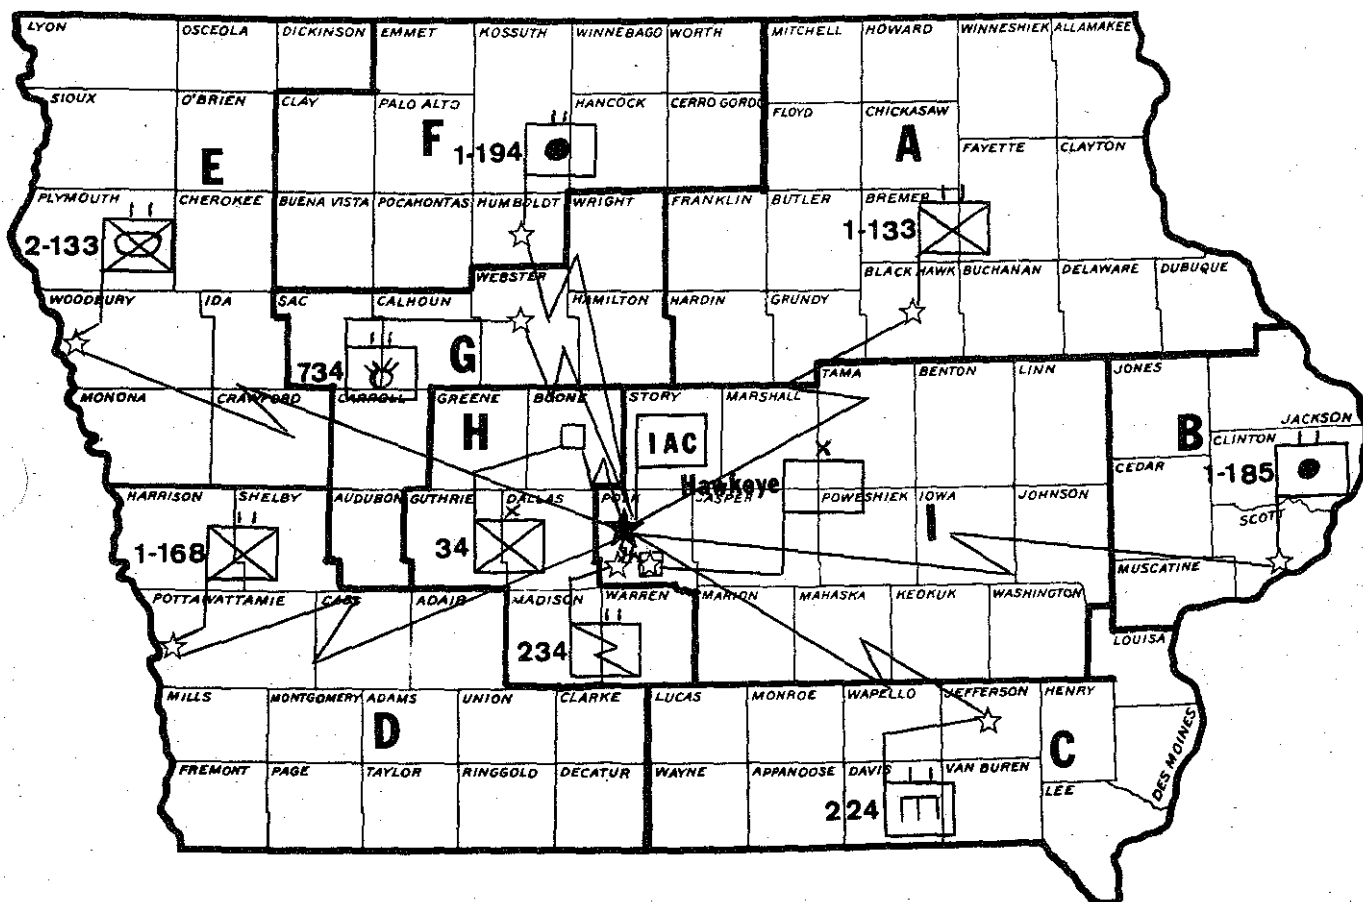 LYON OSCEOLA DICKINSON EMMET KOSSUTH WINNEBAGO WORTH MITCHELL HOWARD WINNESHIEK ALLAMAKEE
SIOUX O'BRIEN CLAY PALO ALTO HANCOCK CERRO GORDO FLOYD CHICKASAW
F A
E 1-194 FAYETTE CLAYTON
PLYMOUTH CHEROKEE BUENA VISTA POCAHONTAS HUMBOLDT WRIGHT FRANKLIN BUTLER BREMER
2-133 1-133
WEBSTER BLACK HAWK BUCHANAN DELAWARE DUBUQUE
WOODBURY IDA SAC CALHOUN HAMILTON HARDIN GRUNDY
G
734 TAMA BENTON LINN JONES
MONONA CRAWFORD CARROLL GREENE BOONE STORY MARSHALL
H IAC B JACKSON
CLINTON
CEDAR 1-185
Hawkeye
HARRISON SHELBY AUDUBON GUTHRIE DALLAS POLK JASPER POWESHIEK IOWA JOHNSON
SCOTT
1-168 34 I
MUSCATINE
POTTAWATTAMIE CASS ADAIR MADISON WARREN MARION MAHASKA KEOKUK WASHINGTON
LOUISA
234
MILLS MONTGOMERY ADAMS UNION CLARKE LUCAS MONROE WAPELLO JEFFERSON HENRY
D C DES MOINES
FREMONT PAGE TAYLOR RINGGOLD DECATUR WAYNE APPANOOSE DAVIS VAN BUREN
LEE
224